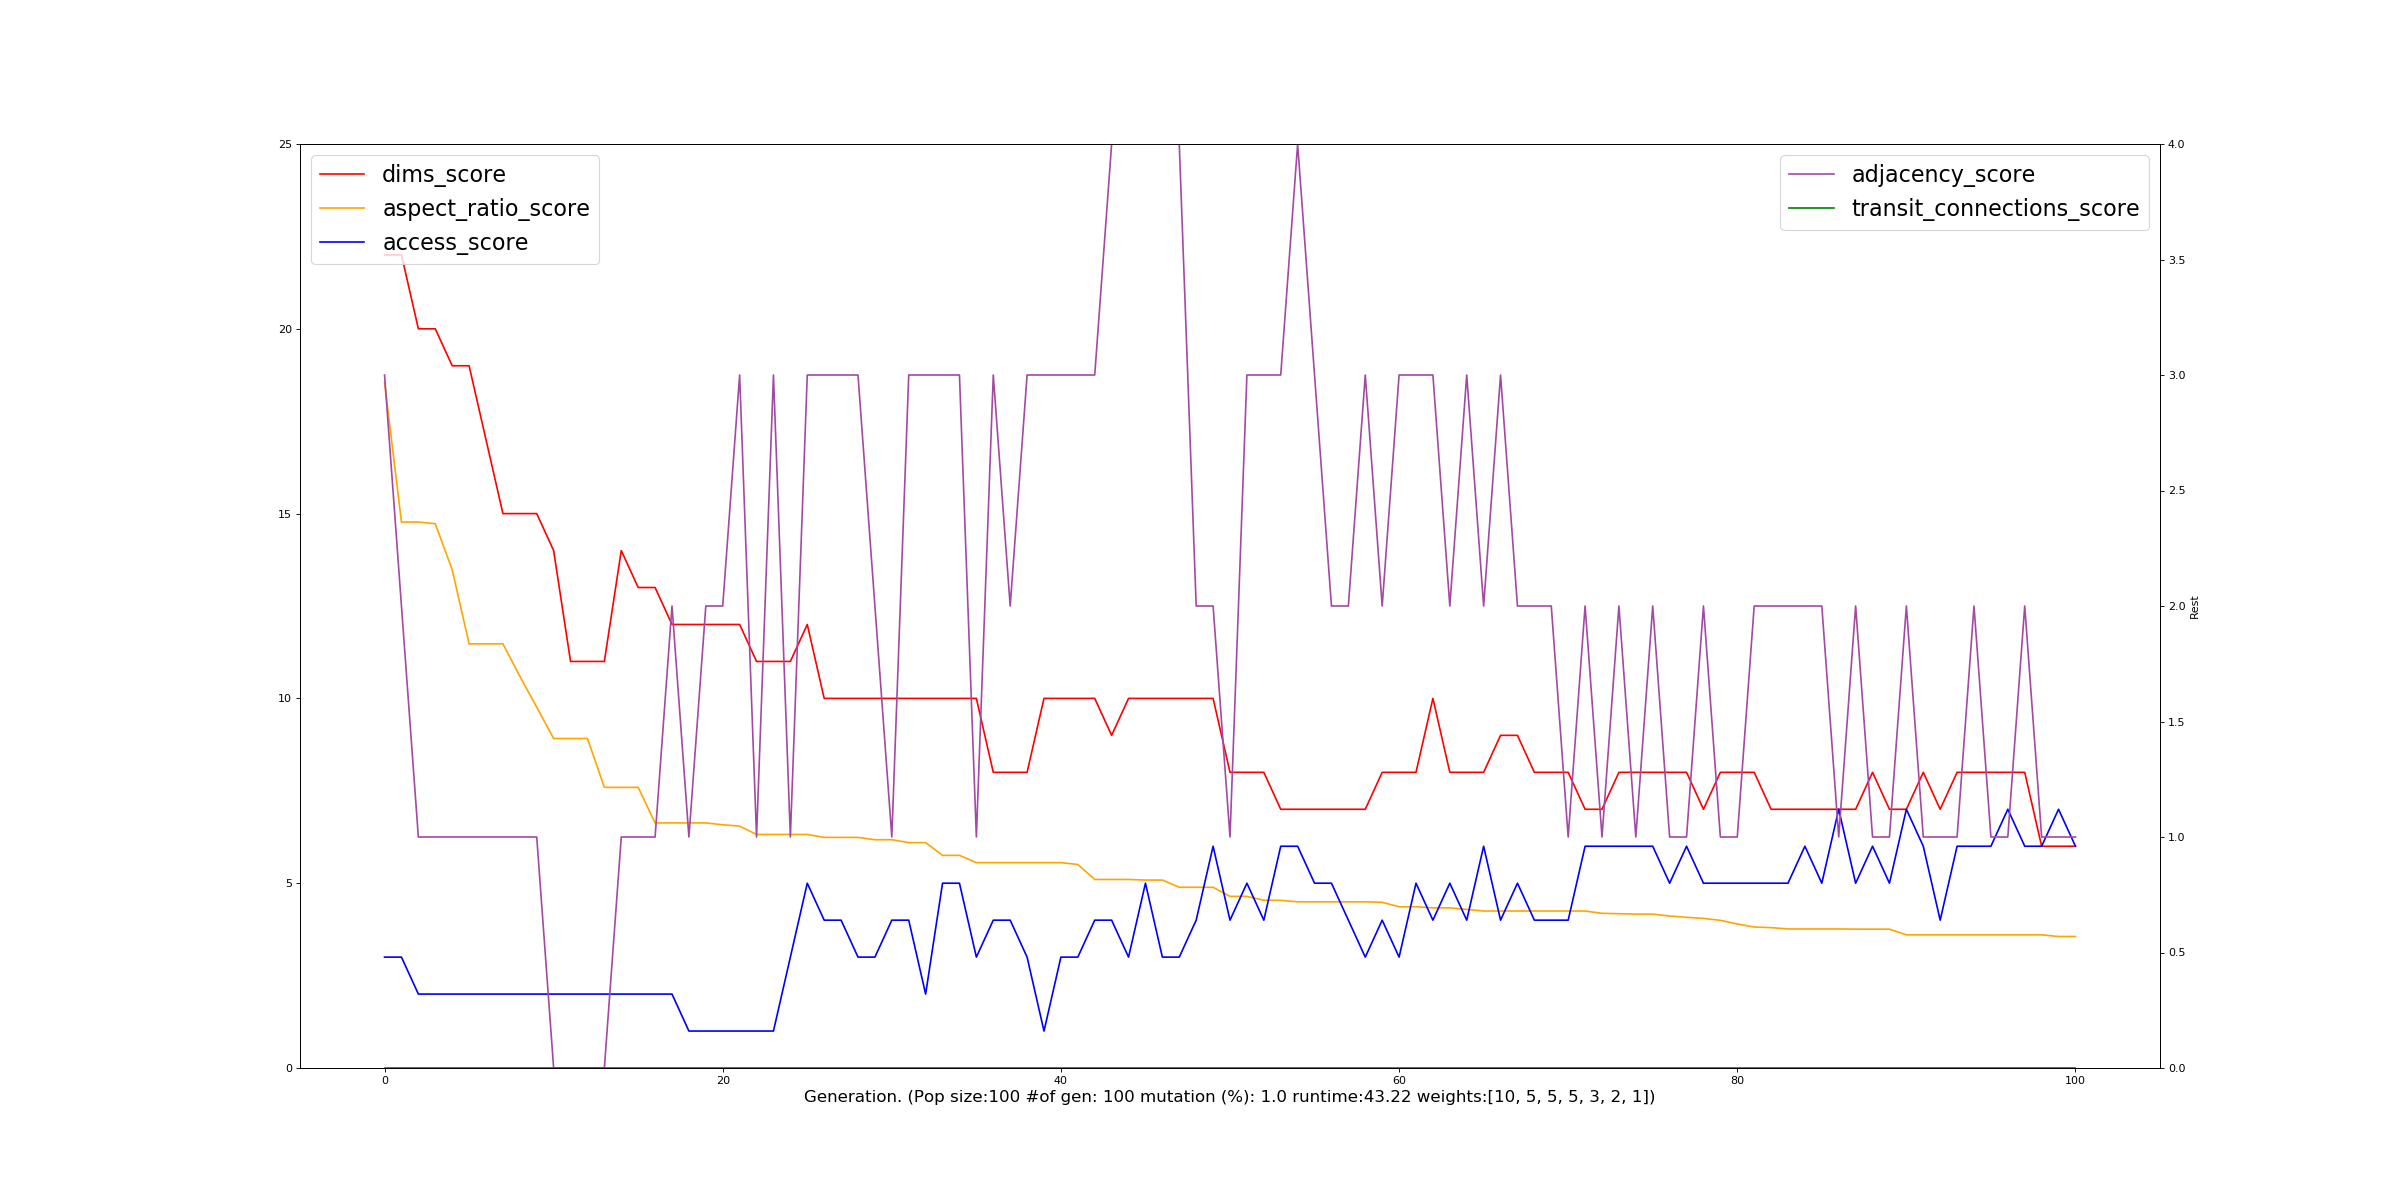 25
20
15
10
5
0
dims_score
aspect_ratio_score
access_score
adjacency_score
transit_connections_score
4.0
3.5
3.0
2.5
2.0
1.5
1.0
0.5
0.0
Rest
0 20 40 60 80 100
Generation. (Pop size:100 #of gen: 100 mutation (%): 1.0 runtime:43.22 weights:[10, 5, 5, 5, 3, 2, 1])